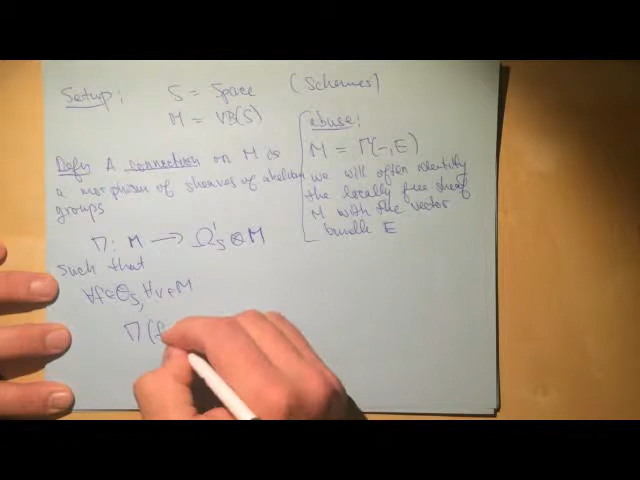 Setup: S = Space (Schemes)
M = VB(S)
Defn A connection on M is
a morphism of sheaves of abelian
groups
∇: M → Ω¹_S ⊗ M
such that
∀f∈O_S, ∀v∈M
∇(f
abuse:
M = Γ(-, E)
we will often identify
the locally free sheaf
M with the vector
bundle E